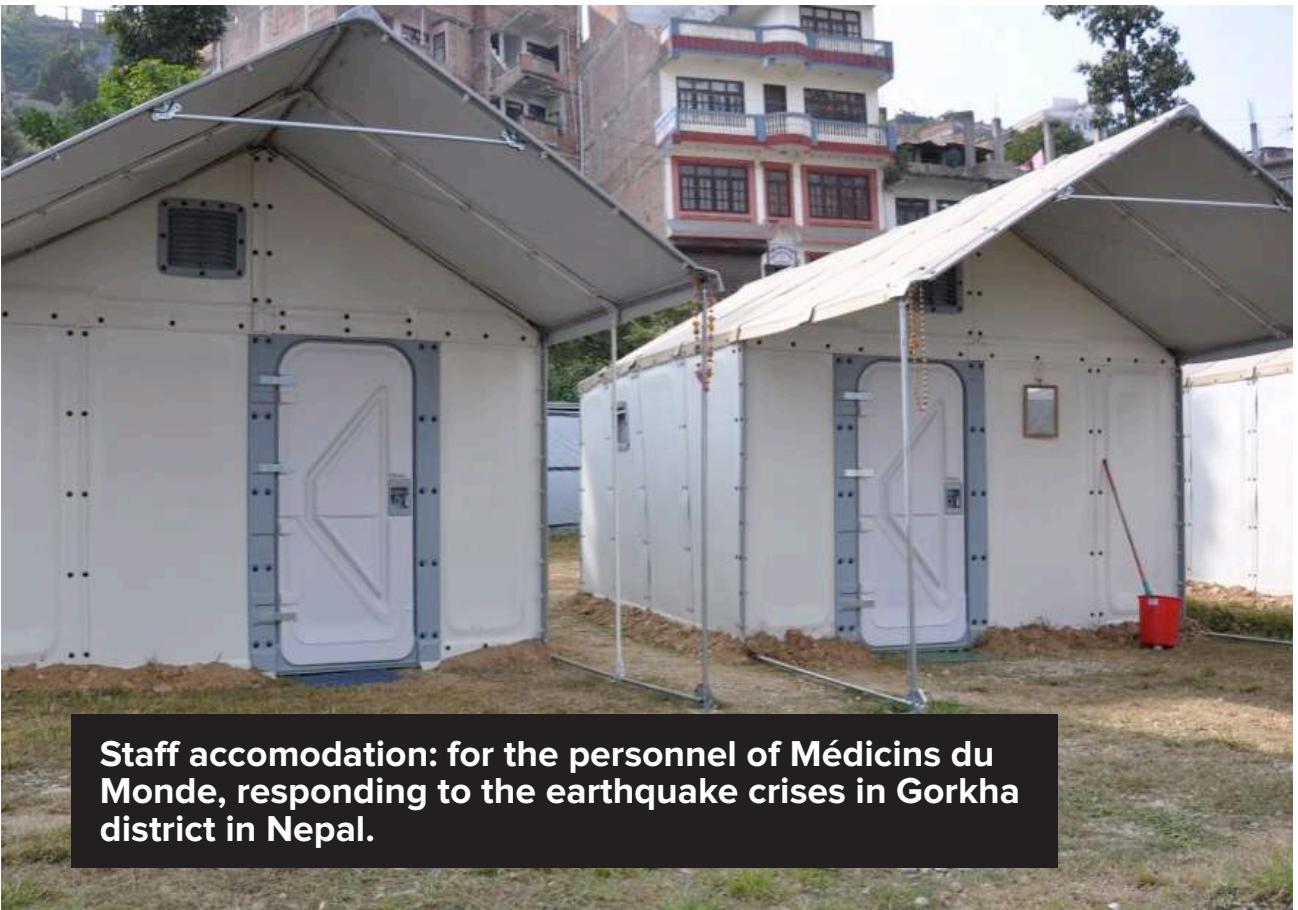 Staff accomodation: for the personnel of Médicins du
Monde, responding to the earthquake crises in Gorkha
district in Nepal.